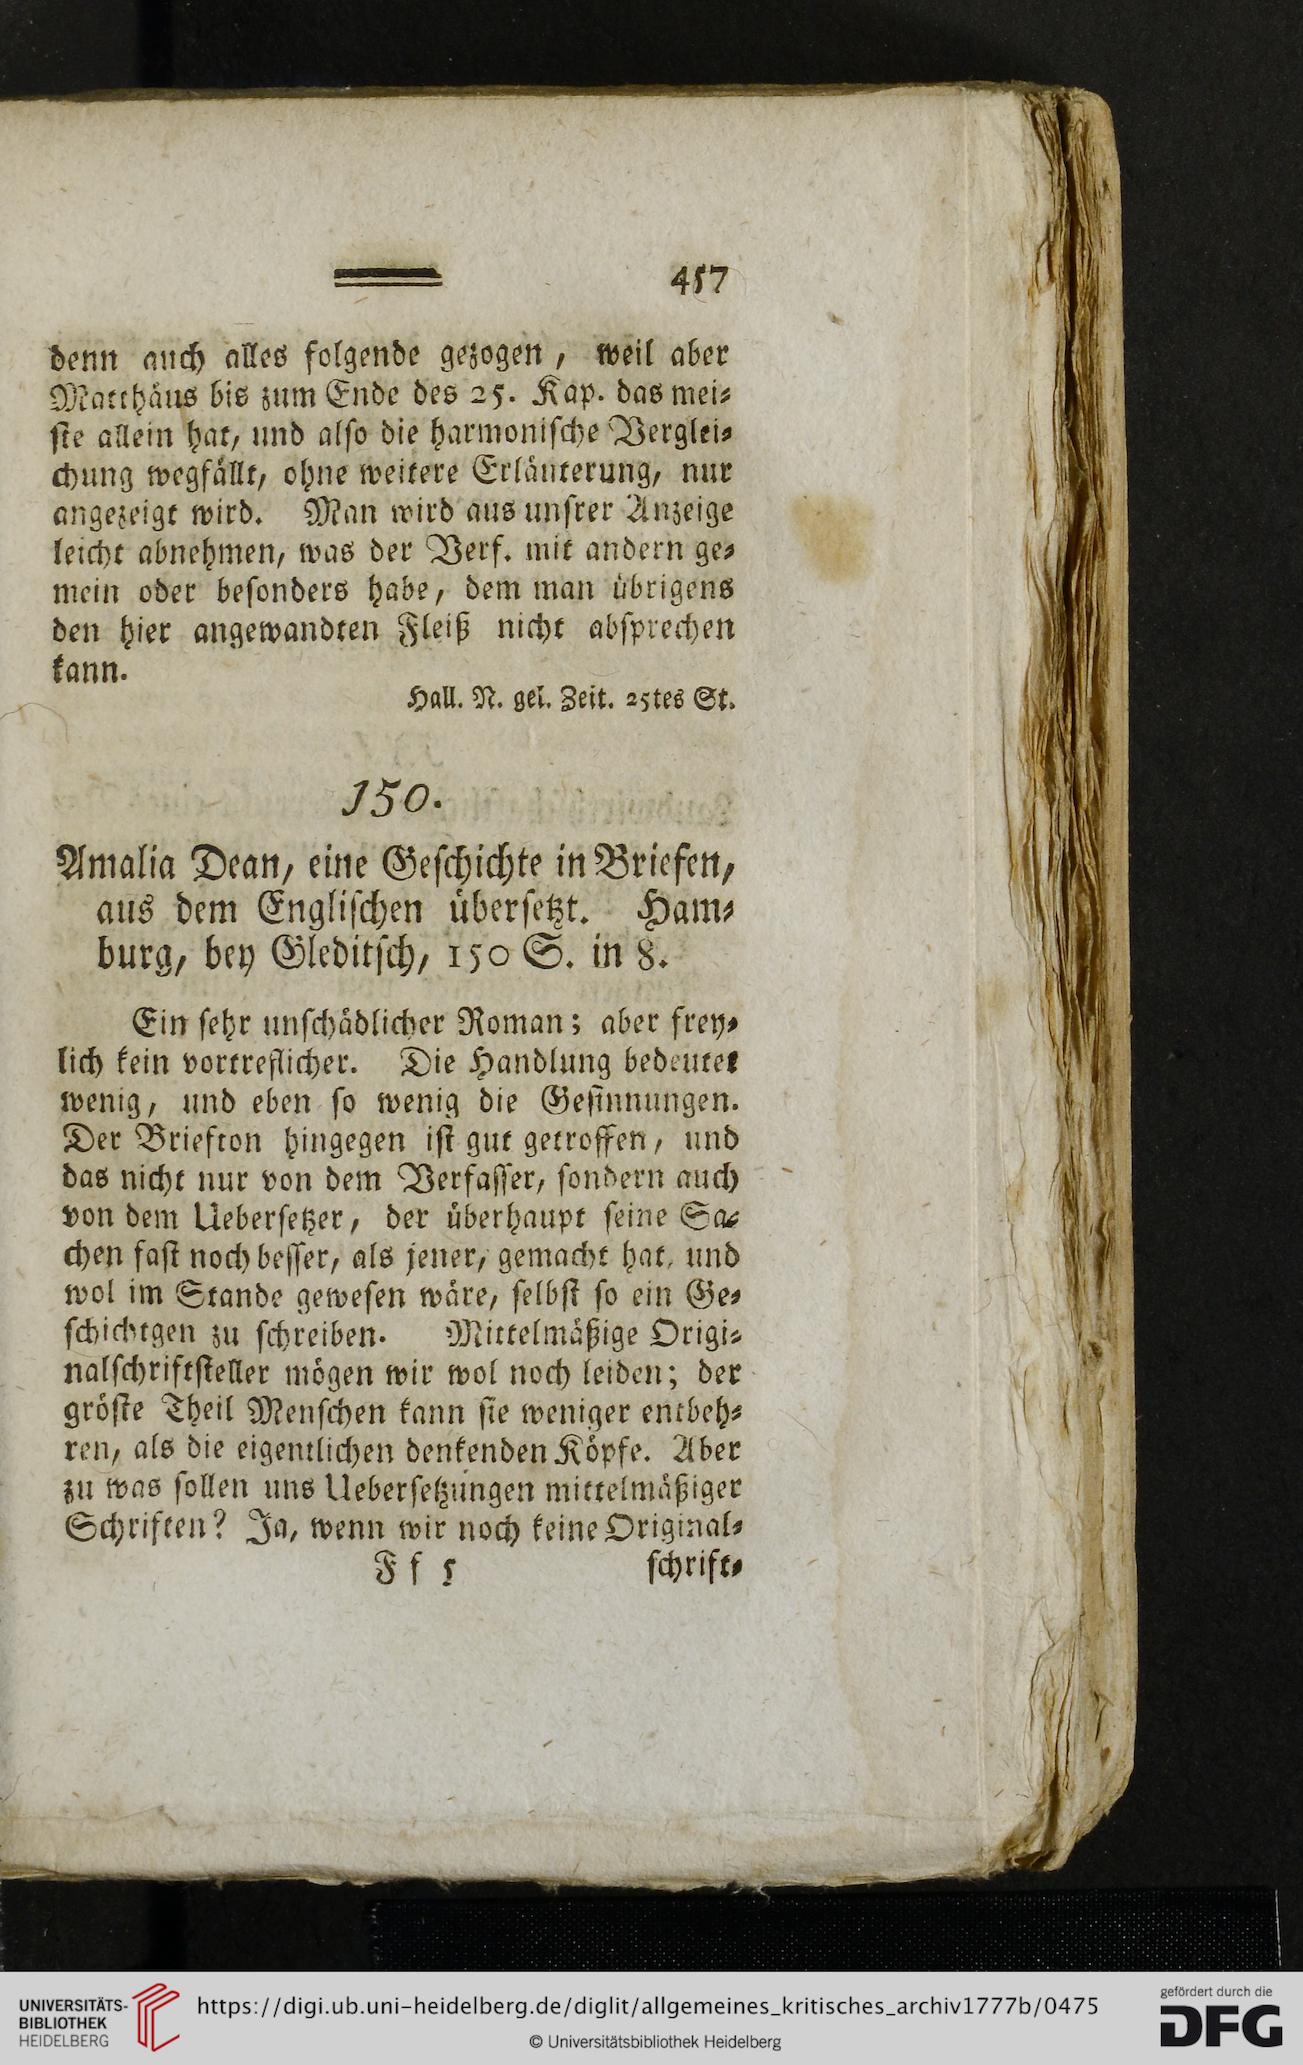 457
denn auch alles folgende gezogen, weil aber
Matthäus bis zum Ende des 25. Kap. das mei⸗
ſte allein hat, und alſo die harmoniſche Verglei⸗
chung wegfällt, ohne weitere Erläuterung, nur
angezeigt wird. Man wird aus unſrer Anzeige
leicht abnehmen, was der Verf. mit andern ge⸗
mein oder beſonders habe, dem man übrigens
den hier angewandten Fleiß nicht abſprechen
kann.
Hall. N. gel. Zeit. 25tes St.
150.
Amalia Dean, eine Geſchichte in Briefen,
aus dem Engliſchen überſetzt. Ham⸗
burg, bey Gleditſch, 150 S. in 8.
Ein ſehr unſchädlicher Roman; aber frey⸗
lich kein vortreflicher. Die Handlung bedeutet
wenig, und eben ſo wenig die Geſinnungen.
Der Briefton hingegen iſt gut getroffen, und
das nicht nur von dem Verfaſſer, ſondern auch
von dem Ueberſetzer, der überhaupt ſeine Sa⸗
chen faſt noch beſſer, als jener, gemacht hat, und
wol im Stande geweſen wäre, ſelbſt ſo ein Ge⸗
ſchichtgen zu ſchreiben. Mittelmäßige Origi⸗
nalſchriftſteller mögen wir wol noch leiden; der
gröſte Theil Menſchen kann ſie weniger entbeh⸗
ren, als die eigentlichen denkenden Köpfe. Aber
zu was ſollen uns Ueberſetzungen mittelmäßiger
Schriften? Ja, wenn wir noch keine Original⸗
F f 5 ſchrift⸗
UNIVERSITÄTS-
BIBLIOTHEK
HEIDELBERG
https://digi.ub.uni-heidelberg.de/diglit/allgemeines_kritisches_archiv1777b/0475
© Universitätsbibliothek Heidelberg
gefördert durch die
DFG